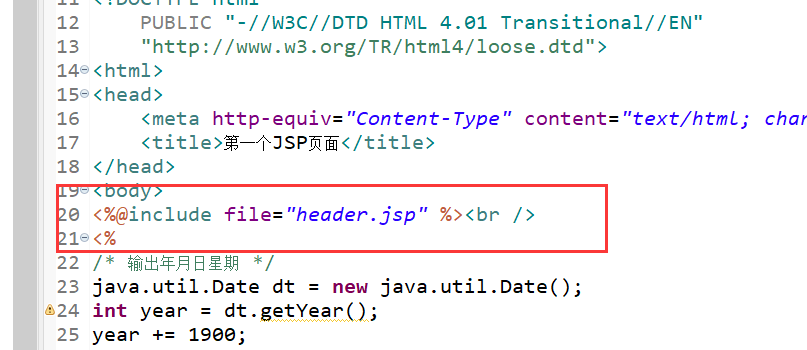 11 <!DOCTYPE html
12 PUBLIC "-//W3C//DTD HTML 4.01 Transitional//EN"
13 "http://www.w3.org/TR/html4/loose.dtd">
14 <html>
15 <head>
16 <meta http-equiv="Content-Type" content="text/html; char
17 <title>第一个JSP页面</title>
18 </head>
19 <body>
20 <%@include file="header.jsp" %><br />
21 <%
22 /* 输出年月日星期 */
23 java.util.Date dt = new java.util.Date();
24 int year = dt.getYear();
25 year += 1900;